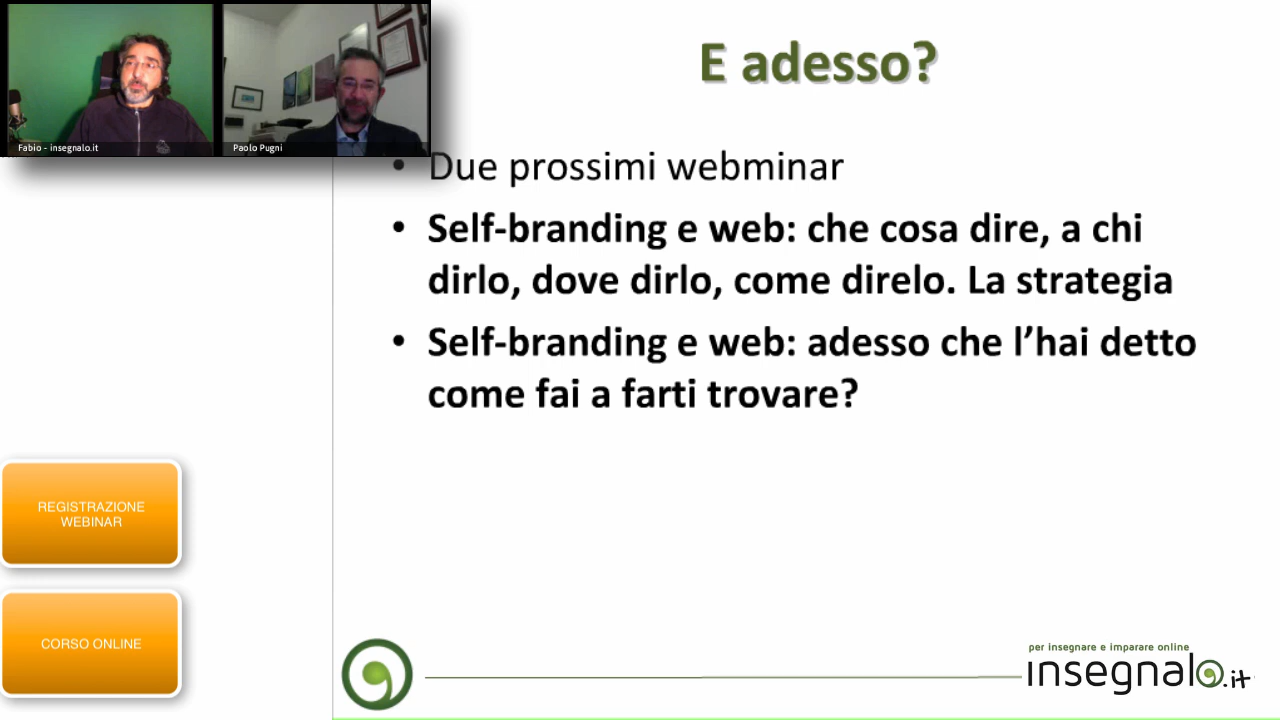 Fabio - insegnalo.it
Paolo Pugni
E adesso?
• Due prossimi webminar
• Self-branding e web: che cosa dire, a chi
dirlo, dove dirlo, come direlo. La strategia
• Self-branding e web: adesso che l’hai detto
come fai a farti trovare?
REGISTRAZIONE
WEBINAR
CORSO ONLINE
per insegnare e imparare online
insegnalo.it